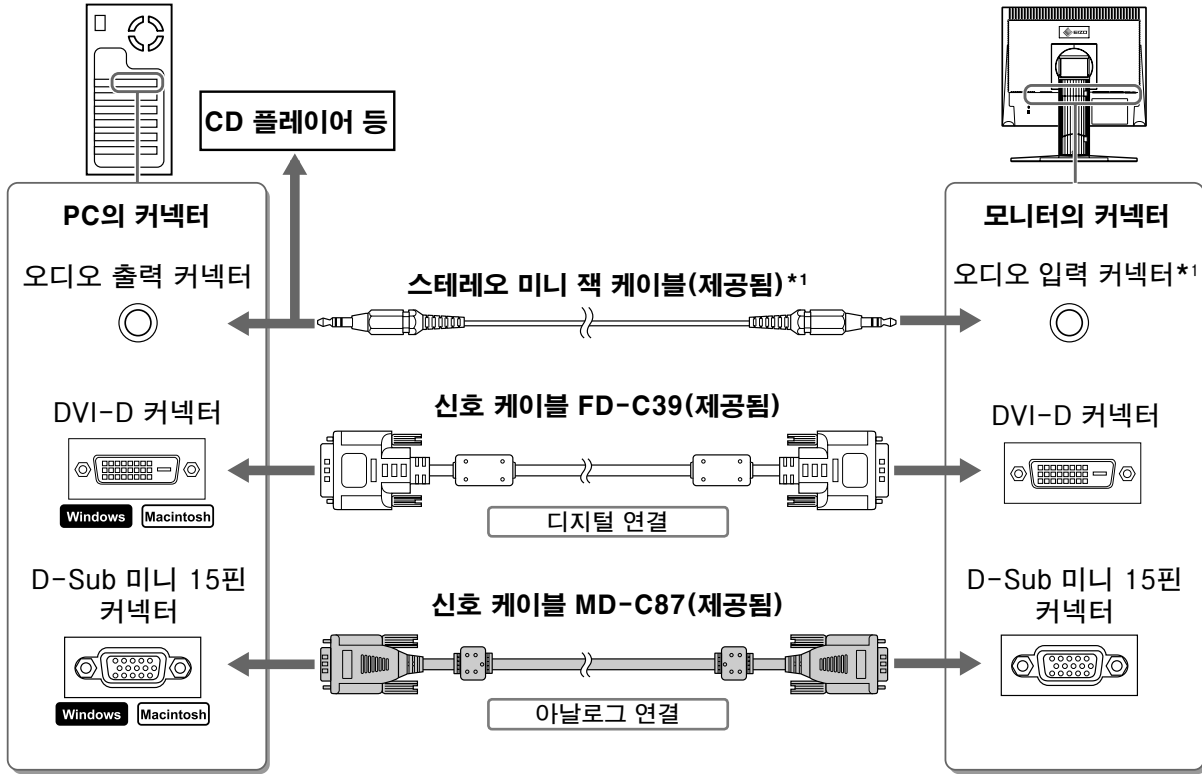 EIZO
CD 플레이어 등
PC의 커넥터
모니터의 커넥터
오디오 출력 커넥터
스테레오 미니 잭 케이블(제공됨)*1
오디오 입력 커넥터*1
DVI-D 커넥터
신호 케이블 FD-C39(제공됨)
DVI-D 커넥터
Windows Macintosh
디지털 연결
D-Sub 미니 15핀
커넥터
신호 케이블 MD-C87(제공됨)
D-Sub 미니 15핀
커넥터
Windows Macintosh
아날로그 연결